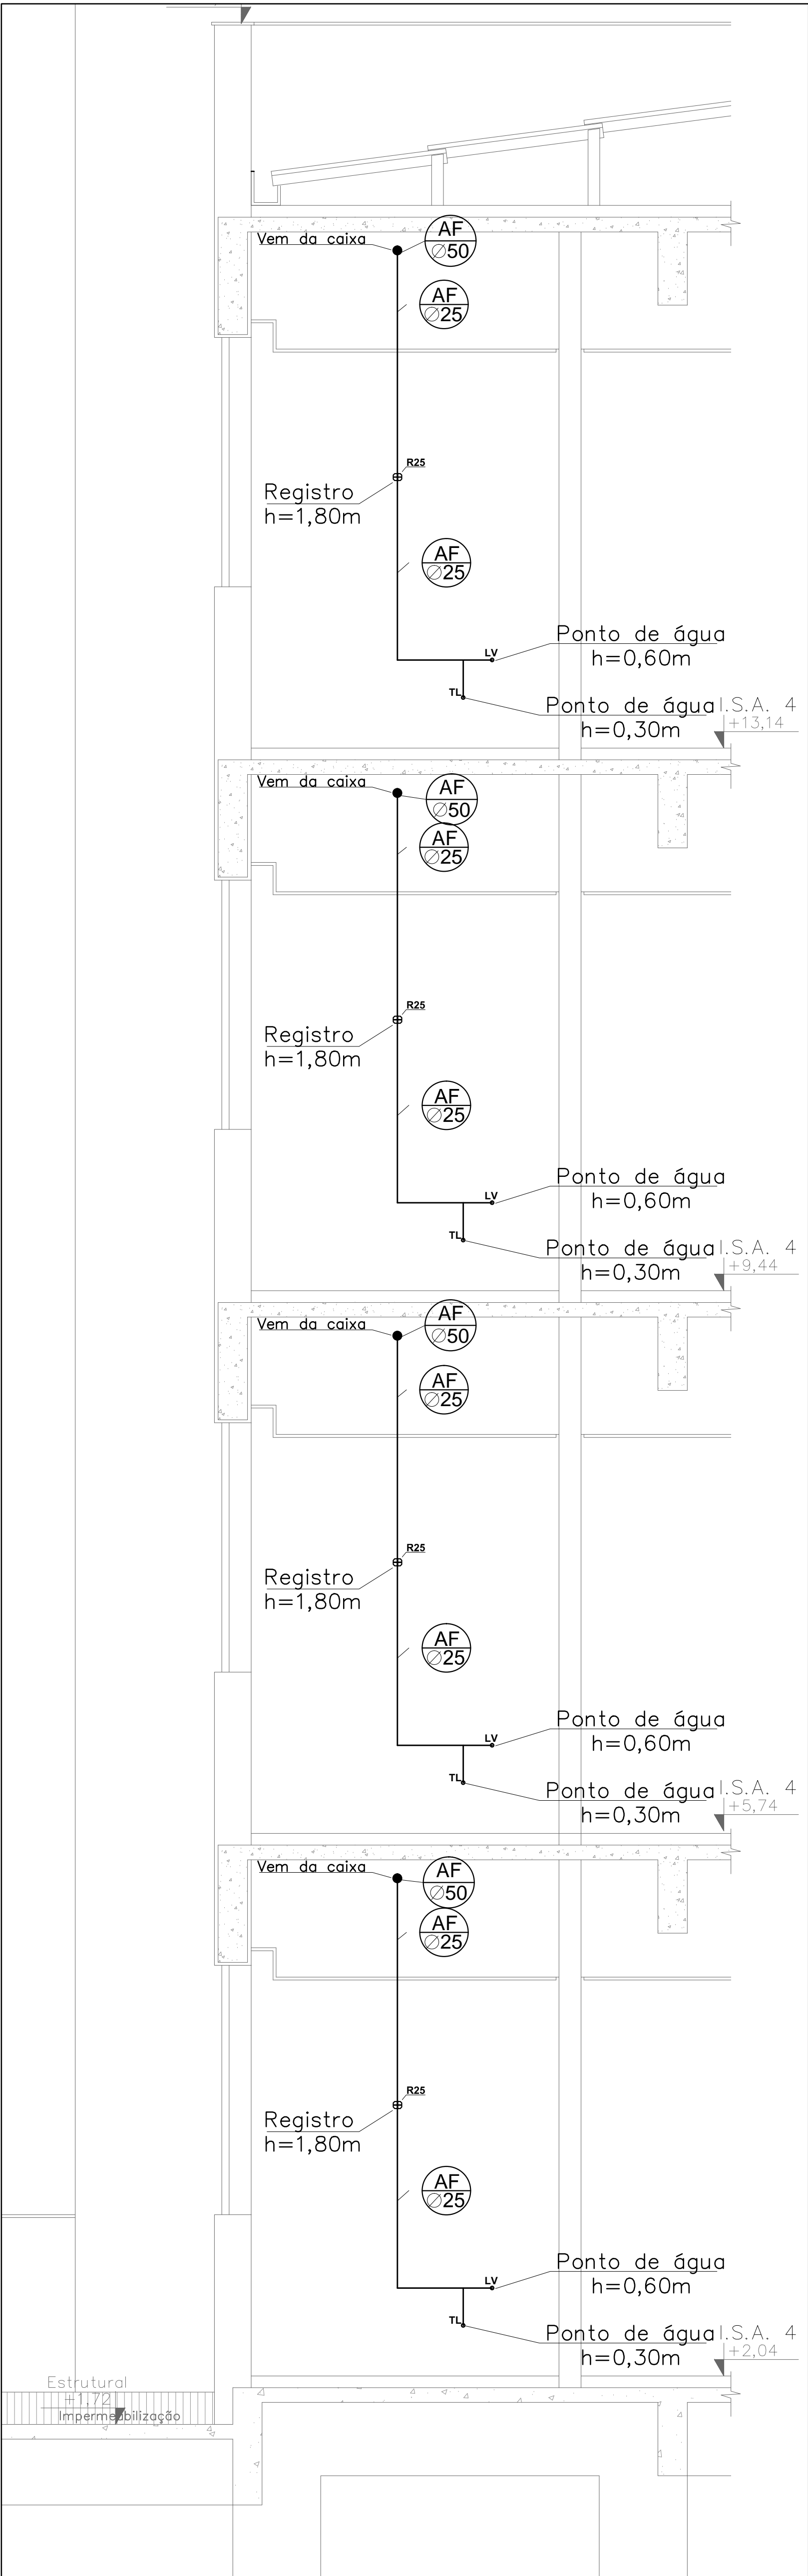 Vem da caixa
AF
∅50
AF
∅25
R25
Registro
h=1,80m
AF
∅25
LV
Ponto de água
h=0,60m
TL
Ponto de água
h=0,30m
I.S.A. 4
+13,14
Vem da caixa
AF
∅50
AF
∅25
R25
Registro
h=1,80m
AF
∅25
LV
Ponto de água
h=0,60m
TL
Ponto de água
h=0,30m
I.S.A. 4
+9,44
Vem da caixa
AF
∅50
AF
∅25
R25
Registro
h=1,80m
AF
∅25
LV
Ponto de água
h=0,60m
TL
Ponto de água
h=0,30m
I.S.A. 4
+5,74
Vem da caixa
AF
∅50
AF
∅25
R25
Registro
h=1,80m
AF
∅25
LV
Ponto de água
h=0,60m
TL
Ponto de água
h=0,30m
I.S.A. 4
+2,04
Estrutural
+1,72
Impermeabilização